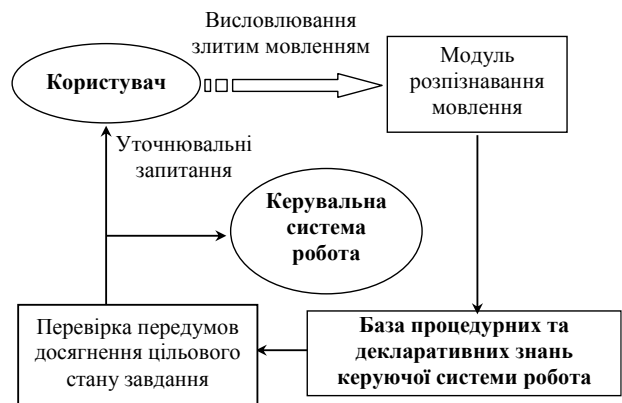 Висловлювання
злитим мовленням
Користувач
Модуль
розпізнавання
мовлення
Уточнювальні
запитання
Керувальна
система
робота
Перевірка передумов
досягнення цільового
стану завдання
База процедурних та
декларативних знань
керуючої системи робота